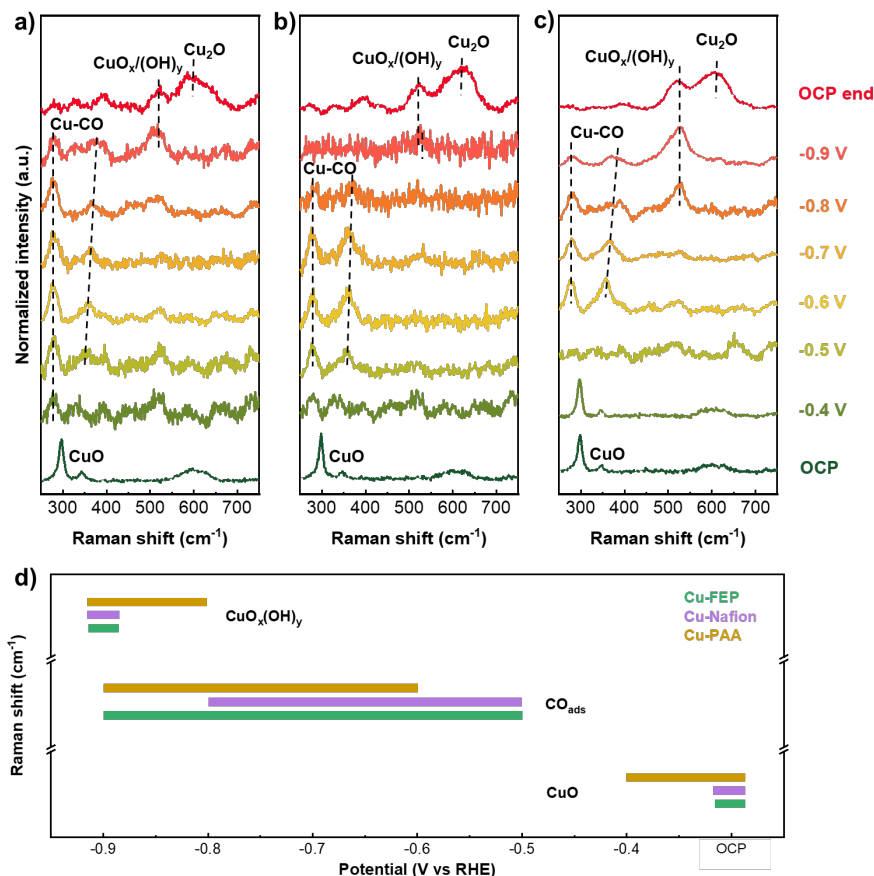 a)
b)
c)
Cu₂O
CuOₓ/(OH)ᵧ
Cu-CO
CuO
Cu₂O
CuOₓ/(OH)ᵧ
Cu-CO
CuO
Cu₂O
CuOₓ/(OH)ᵧ
Cu-CO
CuO
OCP end
-0.9 V
-0.8 V
-0.7 V
-0.6 V
-0.5 V
-0.4 V
OCP
Normalized intensity (a.u.)
300 400 500 600 700
300 400 500 600 700
300 400 500 600 700
Raman shift (cm⁻¹)
Raman shift (cm⁻¹)
Raman shift (cm⁻¹)
d)
Cu-FEP
Cu-Nafion
Cu-PAA
CuOₓ(OH)ᵧ
COₐdₛ
CuO
Raman shift (cm⁻¹)
-0.9 -0.8 -0.7 -0.6 -0.5 -0.4 OCP
Potential (V vs RHE)